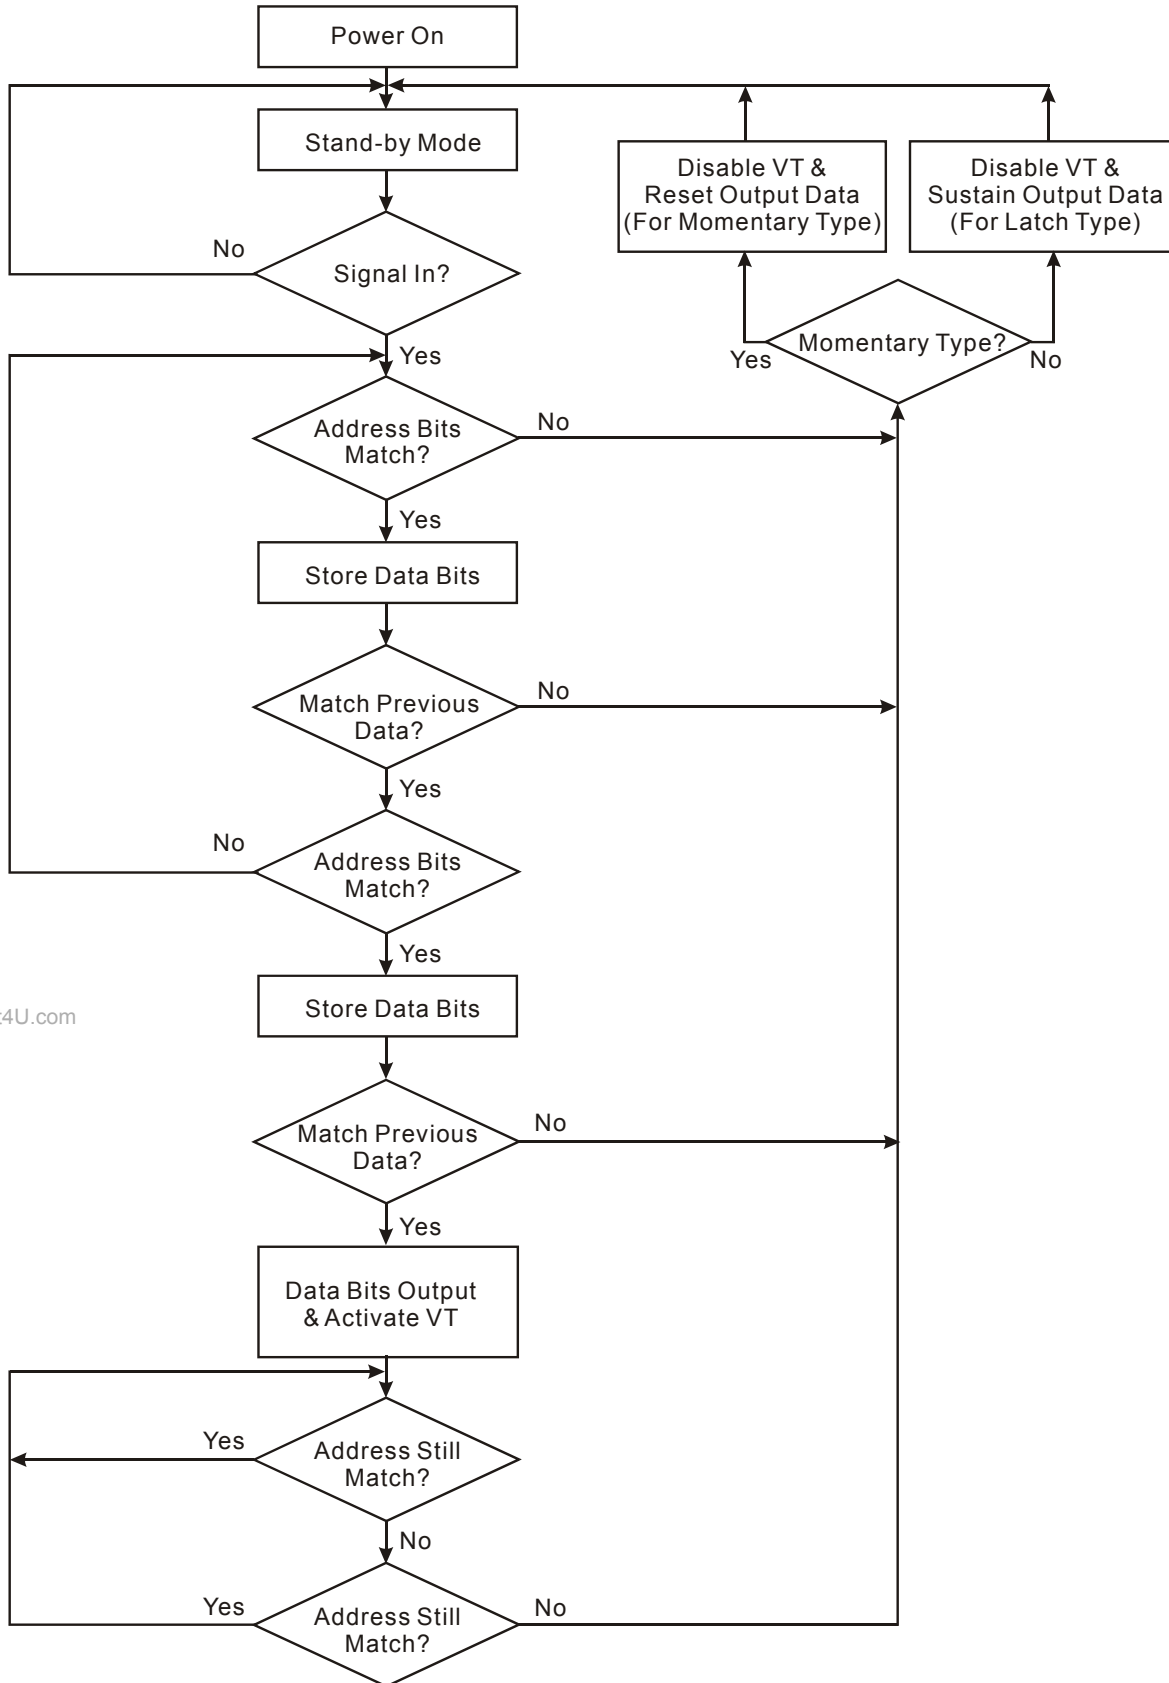 Power On
Stand-by Mode
Disable VT &
Reset Output Data
(For Momentary Type)
Disable VT &
Sustain Output Data
(For Latch Type)
No
Signal In?
Yes
Momentary Type?
Yes
No
Address Bits
Match?
No
Yes
Store Data Bits
Match Previous
Data?
No
Yes
No
Address Bits
Match?
Yes
Store Data Bits
t4U.com
Match Previous
Data?
No
Yes
Data Bits Output
& Activate VT
Yes
Address Still
Match?
No
Yes
Address Still
Match?
No